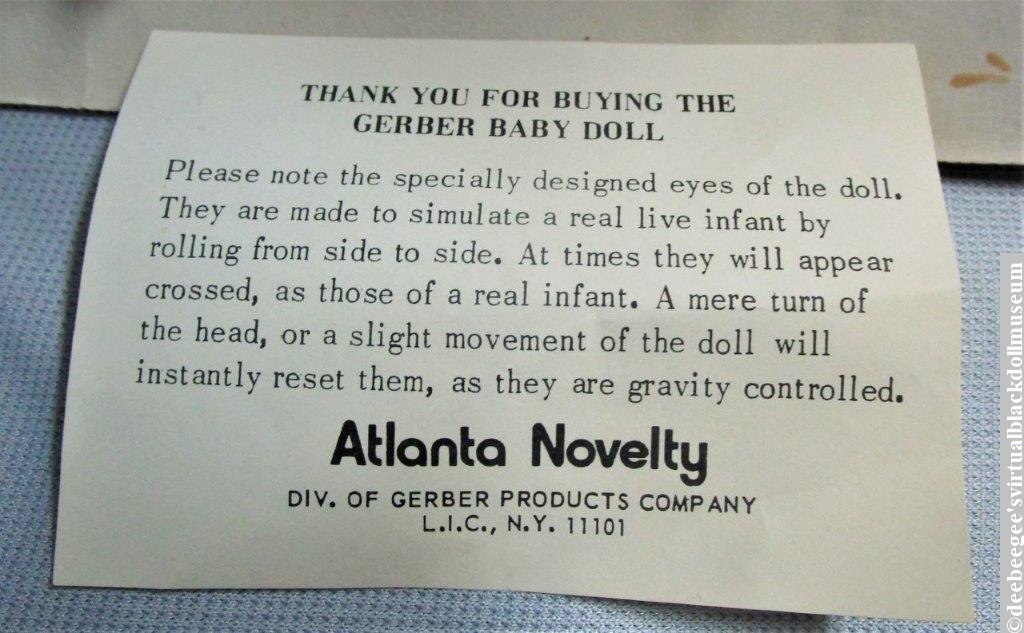 THANK YOU FOR BUYING THE
GERBER BABY DOLL
Please note the specially designed eyes of the doll.
They are made to simulate a real live infant by
rolling from side to side. At times they will appear
crossed, as those of a real infant. A mere turn of
the head, or a slight movement of the doll will
instantly reset them, as they are gravity controlled.
Atlanta Novelty
DIV. OF GERBER PRODUCTS COMPANY
L.I.C., N.Y. 11101
©deebeegee'svirtualblackdollmuseum